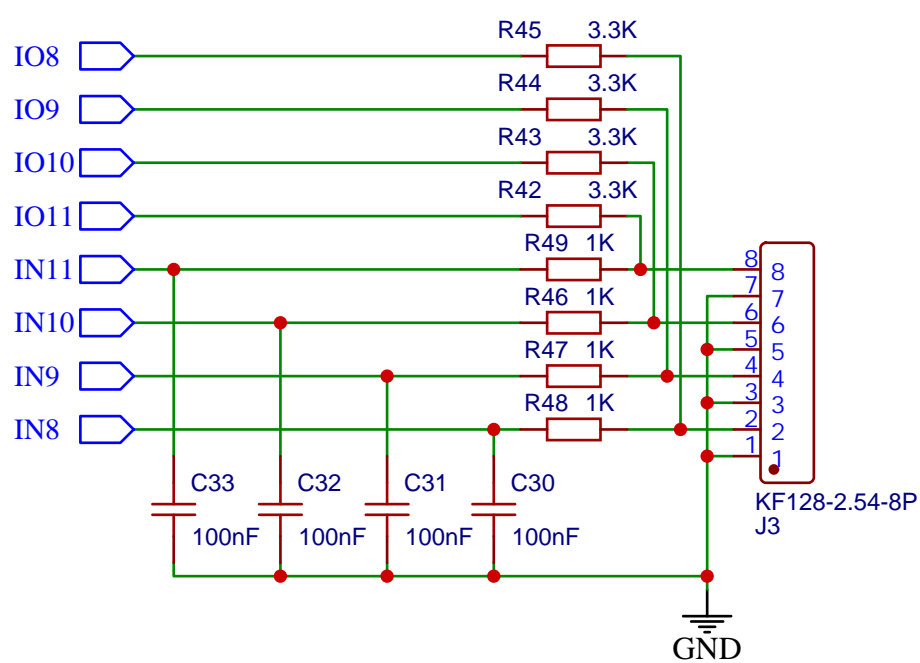 R45 3.3K
IO8
R44 3.3K
IO9
R43 3.3K
IO10
R42 3.3K
IO11
R49 1K
IN11
8 8
7 7
R46 1K
IN10
6 6
5 5
R47 1K
IN9
4 4
3 3
R48 1K
IN8
2 2
1 1
C33 C32 C31 C30
KF128-2.54-8P
J3
100nF 100nF 100nF 100nF
GND